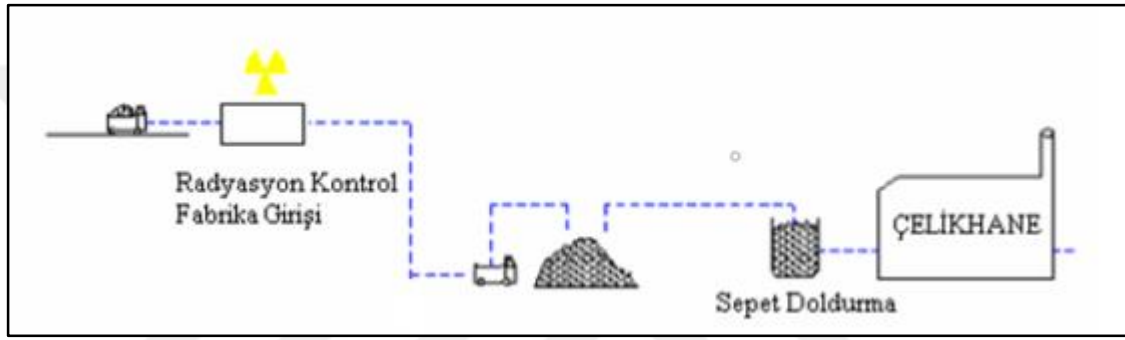 Radyasyon Kontrol
Fabrika Girişi
ÇELİKHANE
Sepet Doldurma